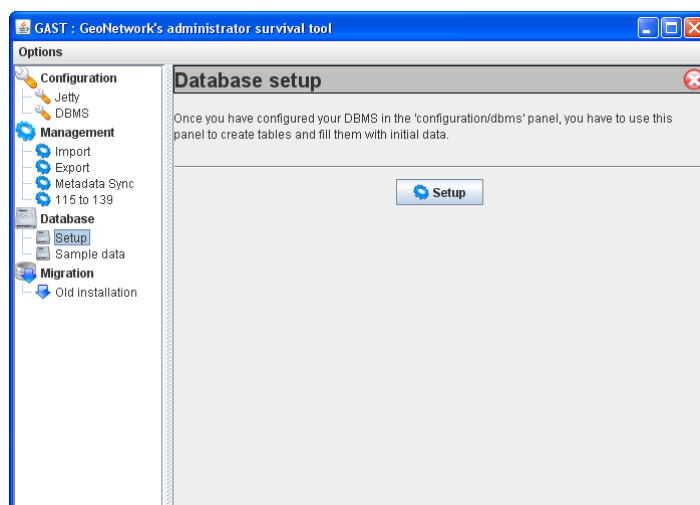 GAST : GeoNetwork's administrator survival tool
Options
Configuration
Jetty
DBMS
Management
Import
Export
Metadata Sync
115 to 139
Database
Setup
Sample data
Migration
Old installation
Database setup
Once you have configured your DBMS in the 'configuration/dbms' panel, you have to use this
panel to create tables and fill them with initial data.
Setup